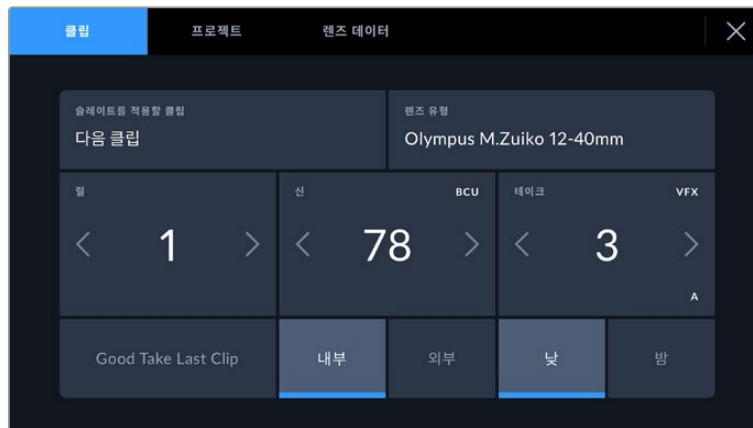 클립 프로젝트 렌즈 데이터
슬레이트를 적용할 클립 렌즈 유형
다음 클립 Olympus M.Zuiko 12-40mm
릴 신 BCU 테이크 VFX
1 78 3
A
Good Take Last Clip 내부 외부 낮 밤